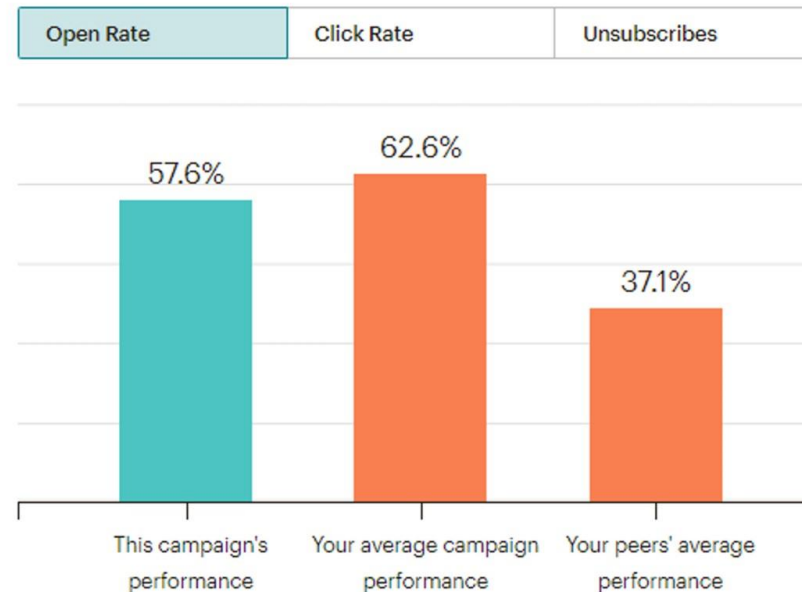 Open Rate
Click Rate
Unsubscribes
57.6%
62.6%
37.1%
This campaign's
performance
Your average campaign
performance
Your peers' average
performance